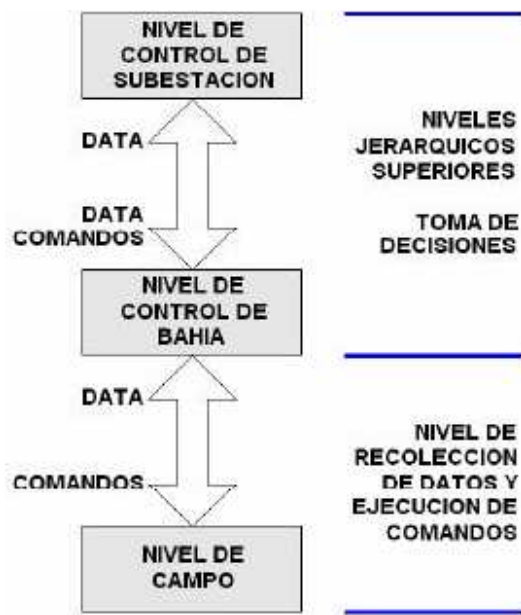 NIVEL DE
CONTROL DE
SUBESTACION
DATA
DATA
COMANDOS
NIVEL DE
CONTROL DE
BAHIA
DATA
COMANDOS
NIVEL DE
CAMPO
NIVELES
JERARQUICOS
SUPERIORES
TOMA DE
DECISIONES
NIVEL DE
RECOLECCION
DE DATOS Y
EJECUCION DE
COMANDOS